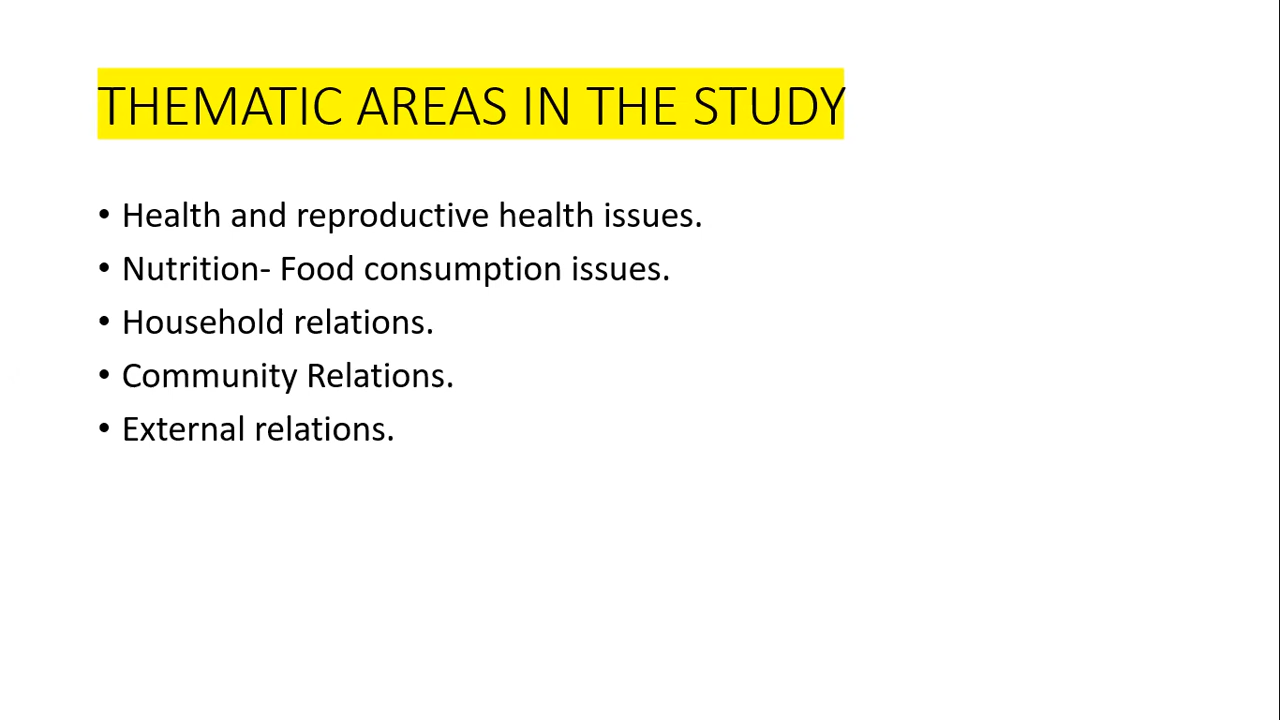 THEMATIC AREAS IN THE STUDY
• Health and reproductive health issues.
• Nutrition- Food consumption issues.
• Household relations.
• Community Relations.
• External relations.